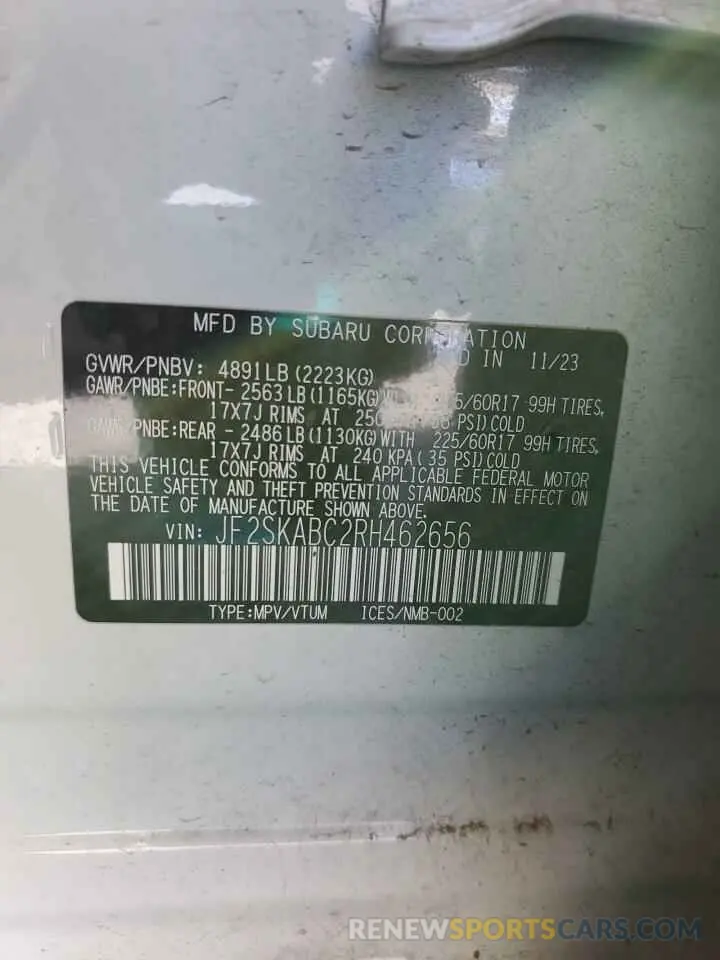 MFD BY SUBARU CORPORATION
IN 11/23
GVWR/PNBV: 4891LB (2223KG)
GAWR/PNBE:FRONT- 2563 LB (1165KG) /60R17 99H TIRES,
17X7J RIMS AT PSI) COLD
GAWR/PNBE:REAR - 2486 LB (1130KG) WITH 225/60R17 99H TIRES,
17X7J RIMS AT 240 KPA ( 35 PSI) COLD
THIS VEHICLE CONFORMS TO ALL APPLICABLE FEDERAL MOTOR
VEHICLE SAFETY AND THEFT PREVENTION STANDARDS IN EFFECT ON
THE DATE OF MANUFACTURE SHOWN ABOVE.
VIN: JF2SKABC2RH462656
TYPE:MPV/VTUM ICES/NMB-002
RENEWSPORTSCARS.COM